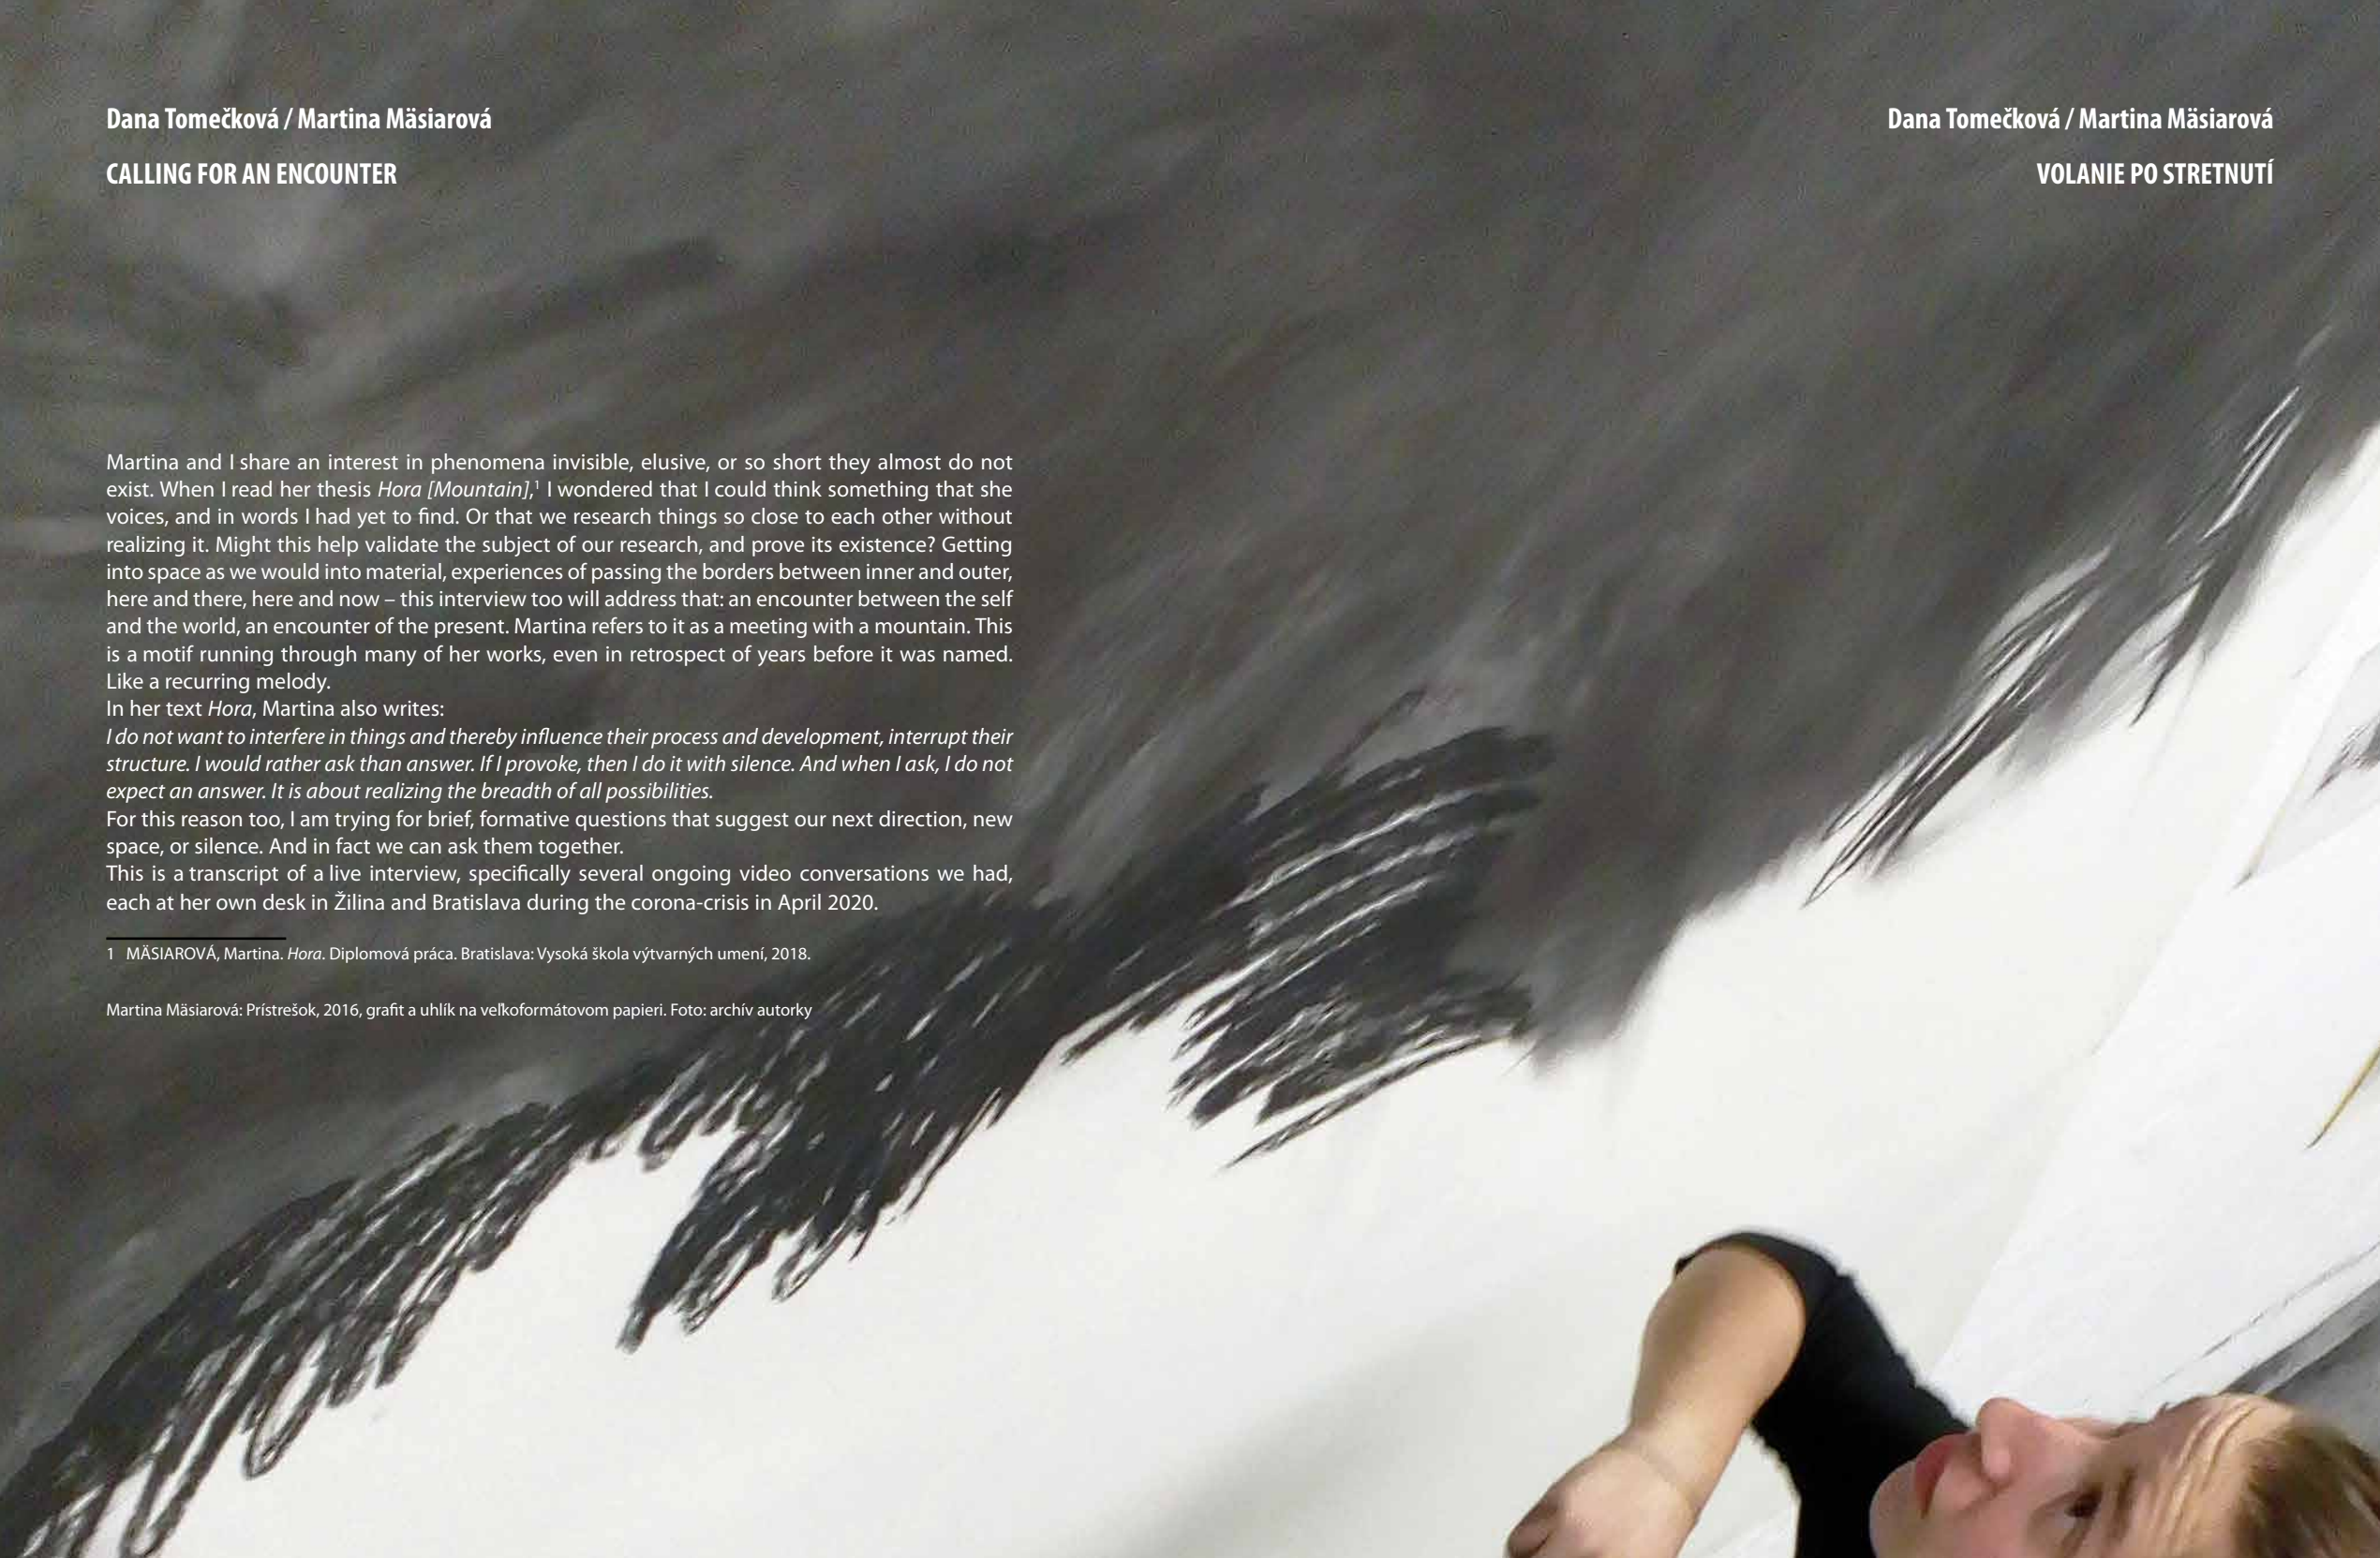 Dana Tomečková / Martina Mäsiarová
CALLING FOR AN ENCOUNTER
Dana Tomečková / Martina Mäsiarová
VOLANIE PO STRETNUTÍ
Martina and I share an interest in phenomena invisible, elusive, or so short they almost do not
exist. When I read her thesis Hora [Mountain],¹ I wondered that I could think something that she
voices, and in words I had yet to find. Or that we research things so close to each other without
realizing it. Might this help validate the subject of our research, and prove its existence? Getting
into space as we would into material, experiences of passing the borders between inner and outer,
here and there, here and now – this interview too will address that: an encounter between the self
and the world, an encounter of the present. Martina refers to it as a meeting with a mountain. This
is a motif running through many of her works, even in retrospect of years before it was named.
Like a recurring melody.
In her text Hora, Martina also writes:
I do not want to interfere in things and thereby influence their process and development, interrupt their
structure. I would rather ask than answer. If I provoke, then I do it with silence. And when I ask, I do not
expect an answer. It is about realizing the breadth of all possibilities.
For this reason too, I am trying for brief, formative questions that suggest our next direction, new
space, or silence. And in fact we can ask them together.
This is a transcript of a live interview, specifically several ongoing video conversations we had,
each at her own desk in Žilina and Bratislava during the corona-crisis in April 2020.
1 MÄSIAROVÁ, Martina. Hora. Diplomová práca. Bratislava: Vysoká škola výtvarných umení, 2018.
Martina Mäsiarová: Prístrešok, 2016, grafit a uhlík na veľkoformátovom papieri. Foto: archív autorky